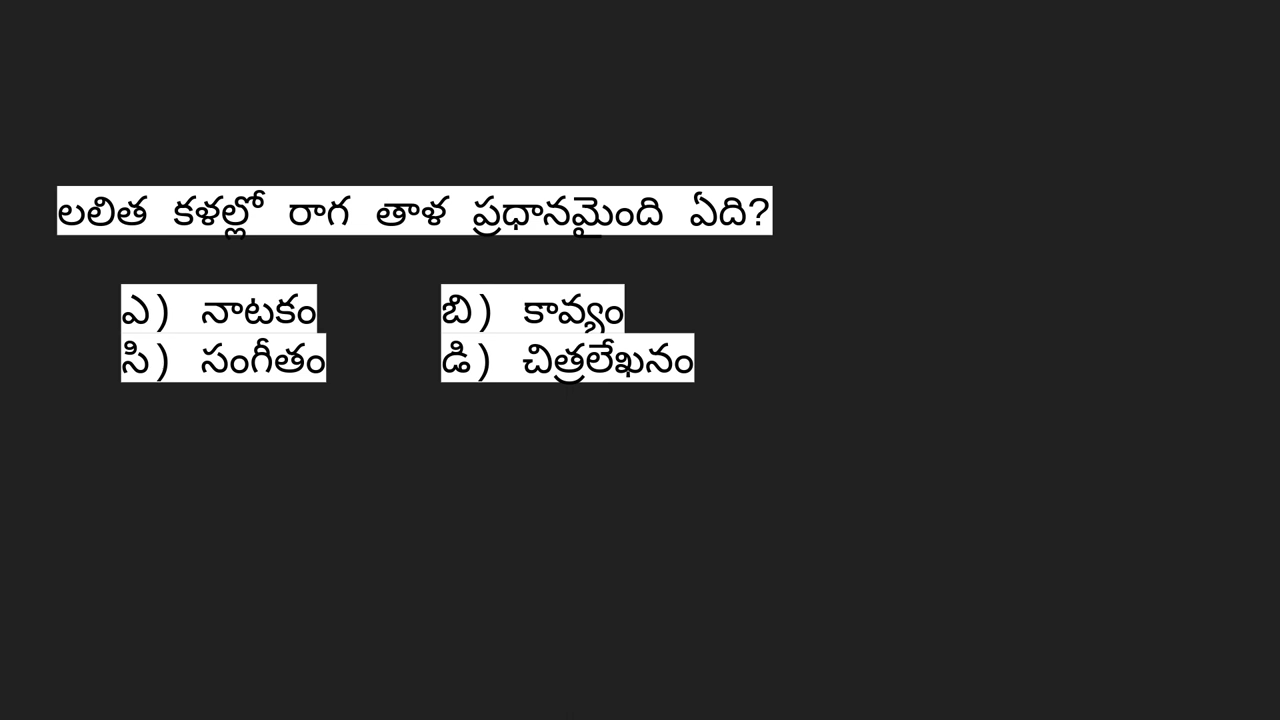 లలిత కళల్లో రాగ తాళ ప్రధానమైంది ఏది?
ఎ) నాటకం బి) కావ్యం
సి) సంగీతం డి) చిత్రలేఖనం